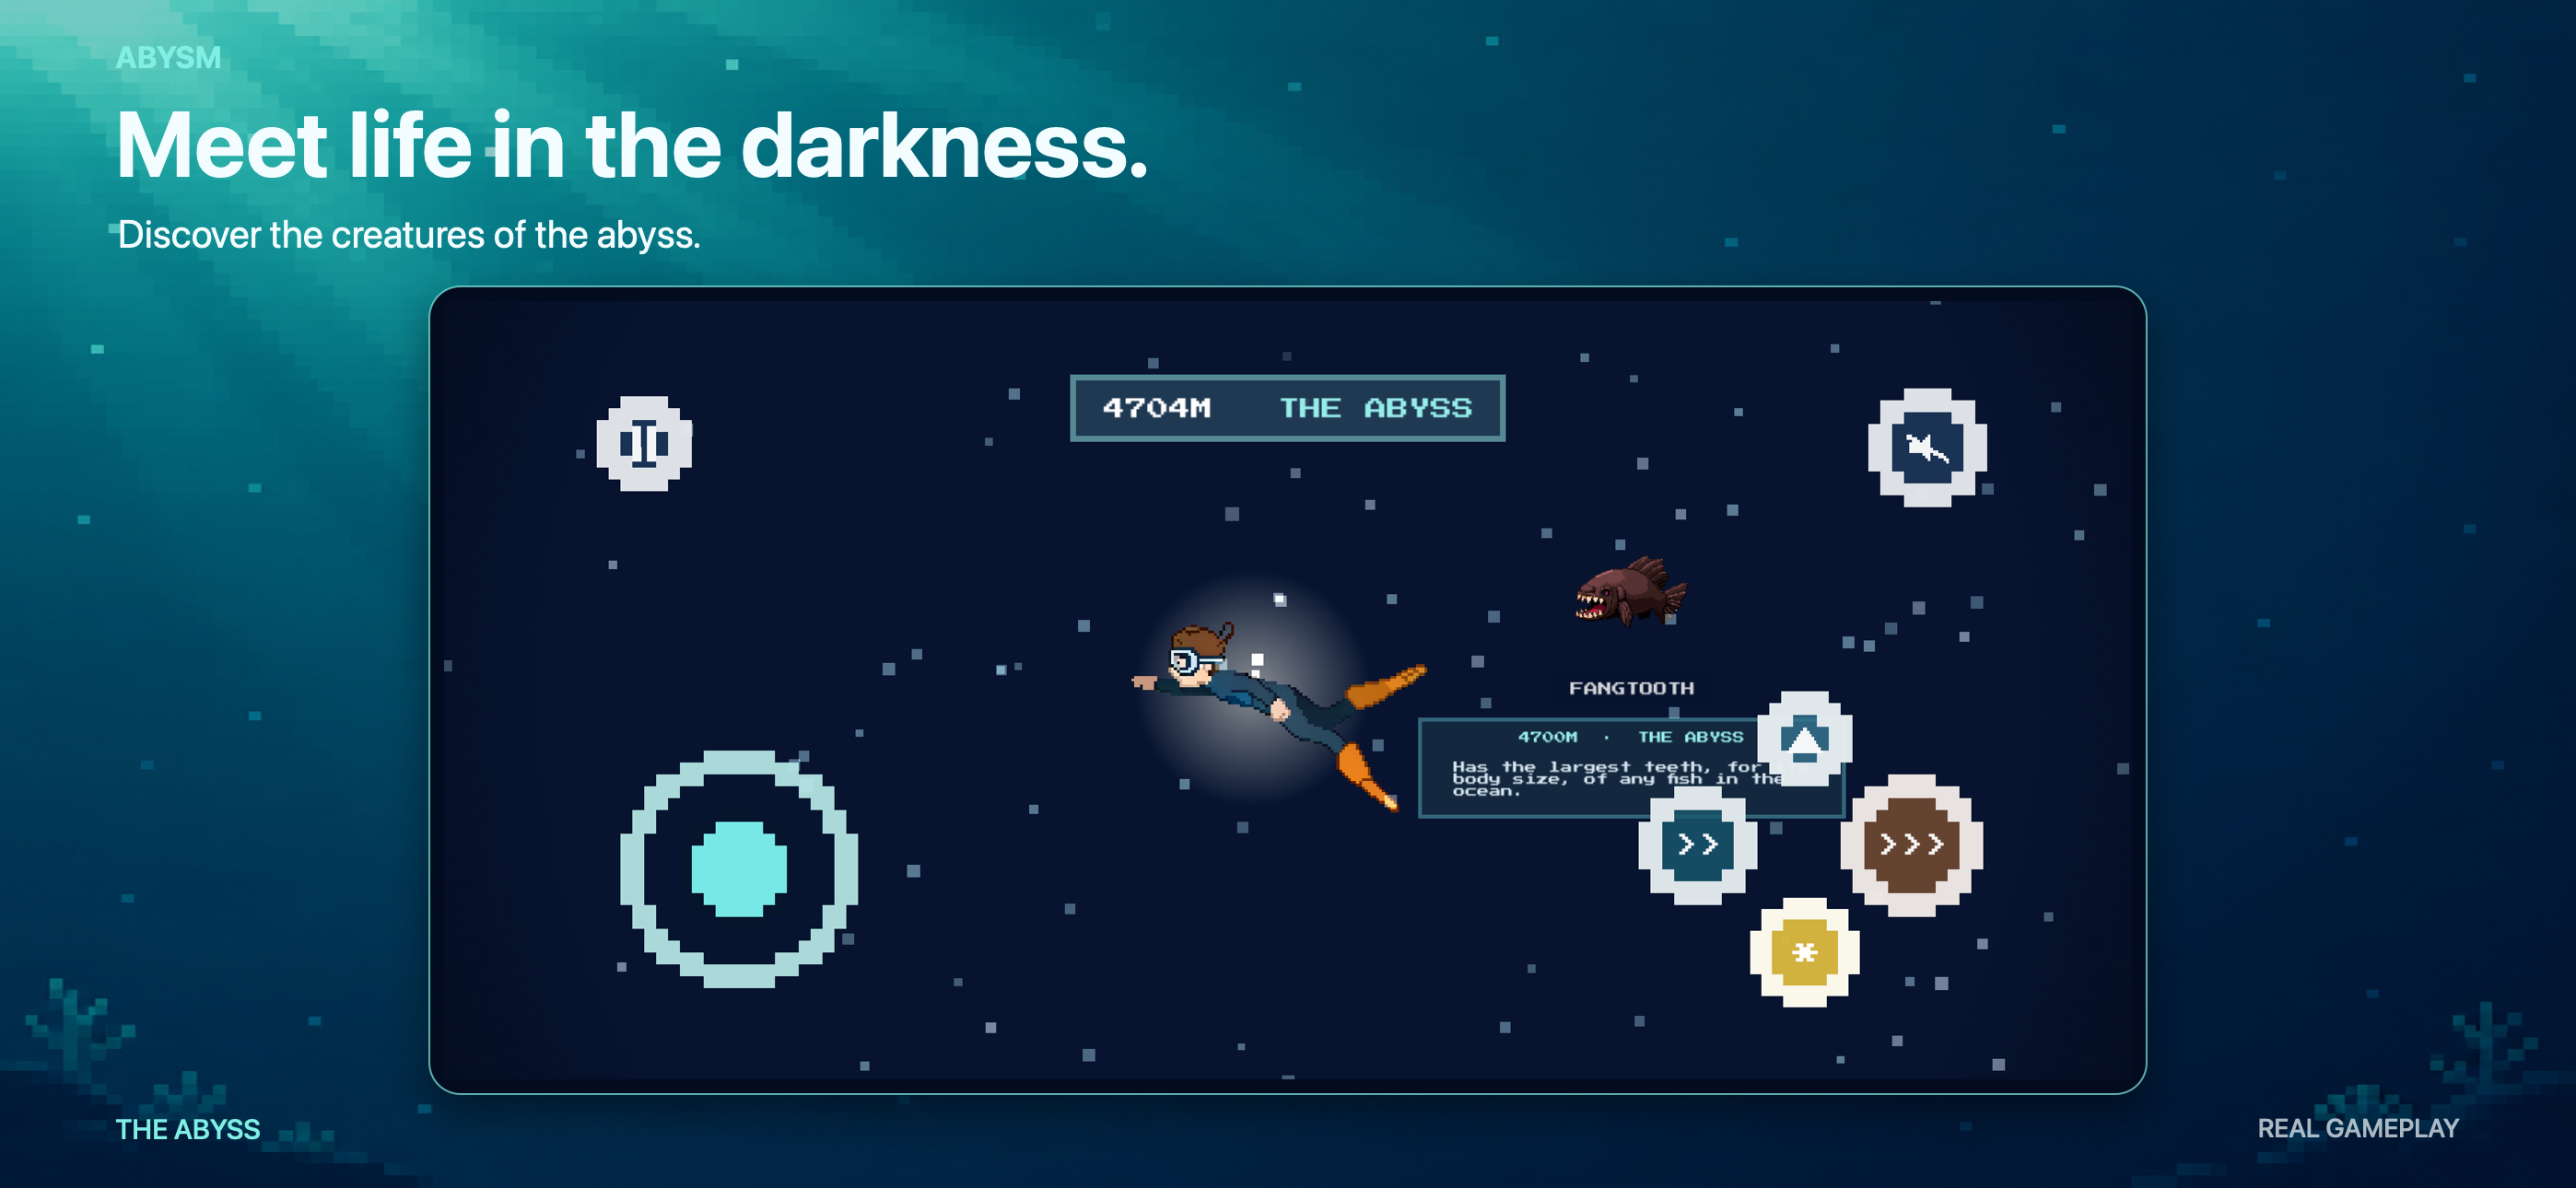 ABYSM
Meet life in the darkness.
Discover the creatures of the abyss.
4704M THE ABYSS
FANGTOOTH
4700M · THE ABYSS
Has the largest teeth, for
body size, of any fish in the
ocean.
>>
>>>
*
THE ABYSS
REAL GAMEPLAY